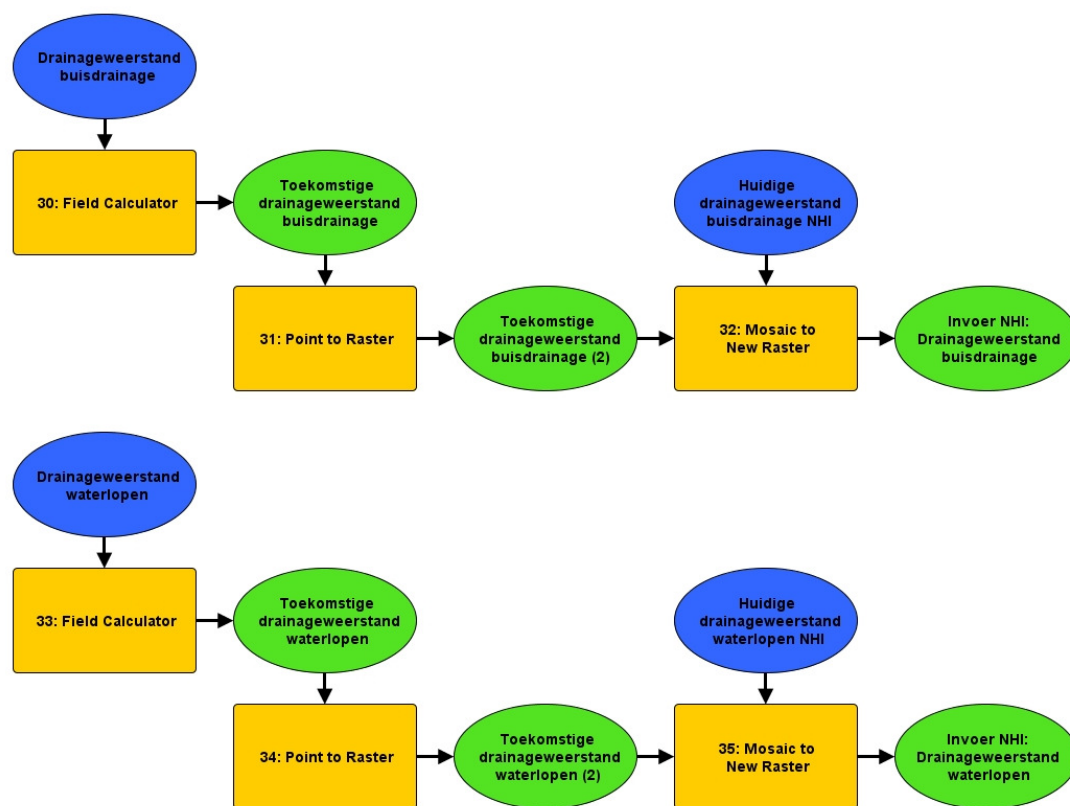 Drainageweerstand
buisdrainage
30: Field Calculator
Toekomstige
drainageweerstand
buisdrainage
Huidige
drainageweerstand
buisdrainage NHI
31: Point to Raster
Toekomstige
drainageweerstand
buisdrainage (2)
32: Mosaic to
New Raster
Invoer NHI:
Drainageweerstand
buisdrainage
Drainageweerstand
waterlopen
33: Field Calculator
Toekomstige
drainageweerstand
waterlopen
Huidige
drainageweerstand
waterlopen NHI
34: Point to Raster
Toekomstige
drainageweerstand
waterlopen (2)
35: Mosaic to
New Raster
Invoer NHI:
Drainageweerstand
waterlopen